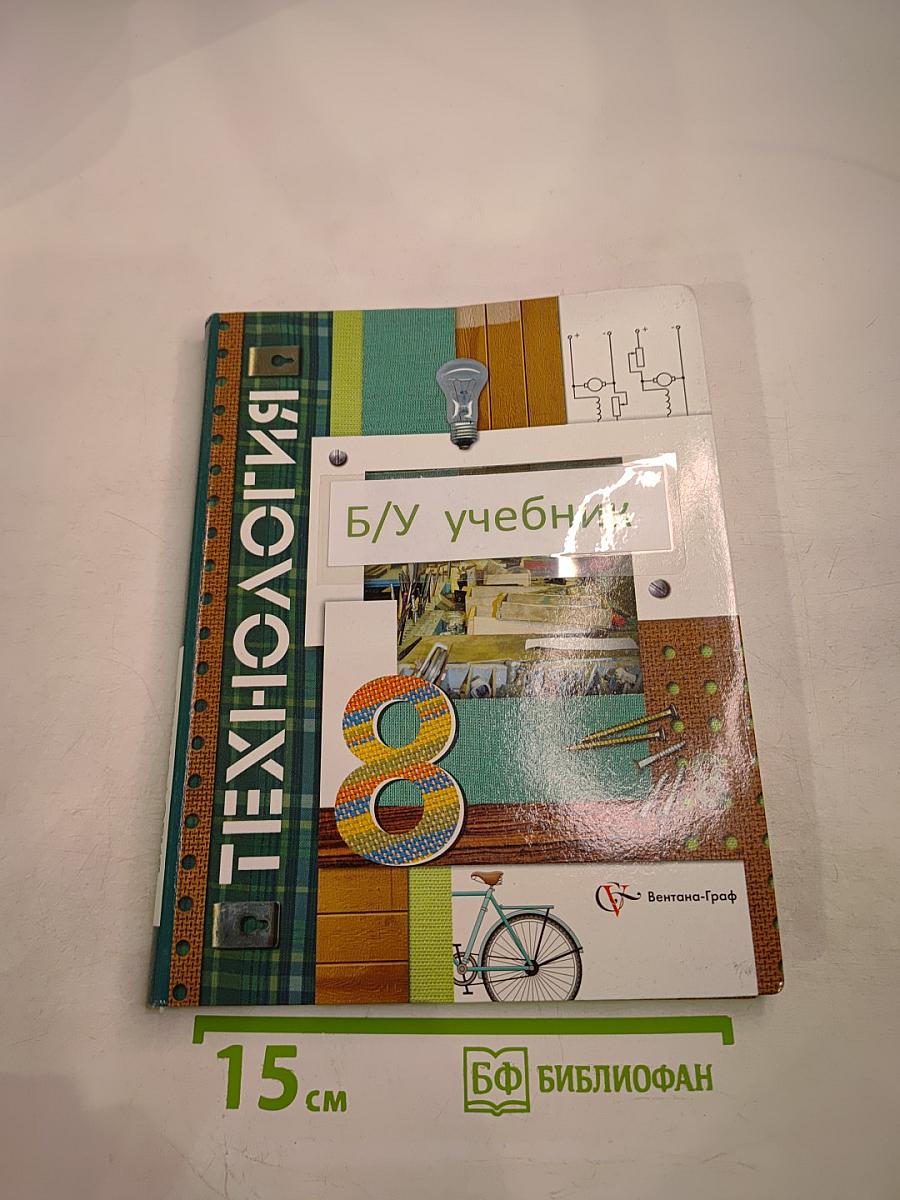 ТЕХНОЛОГИЯ
Б/У учебник
8
Вентана-Граф
15 см
БФ БИБЛИОФАН